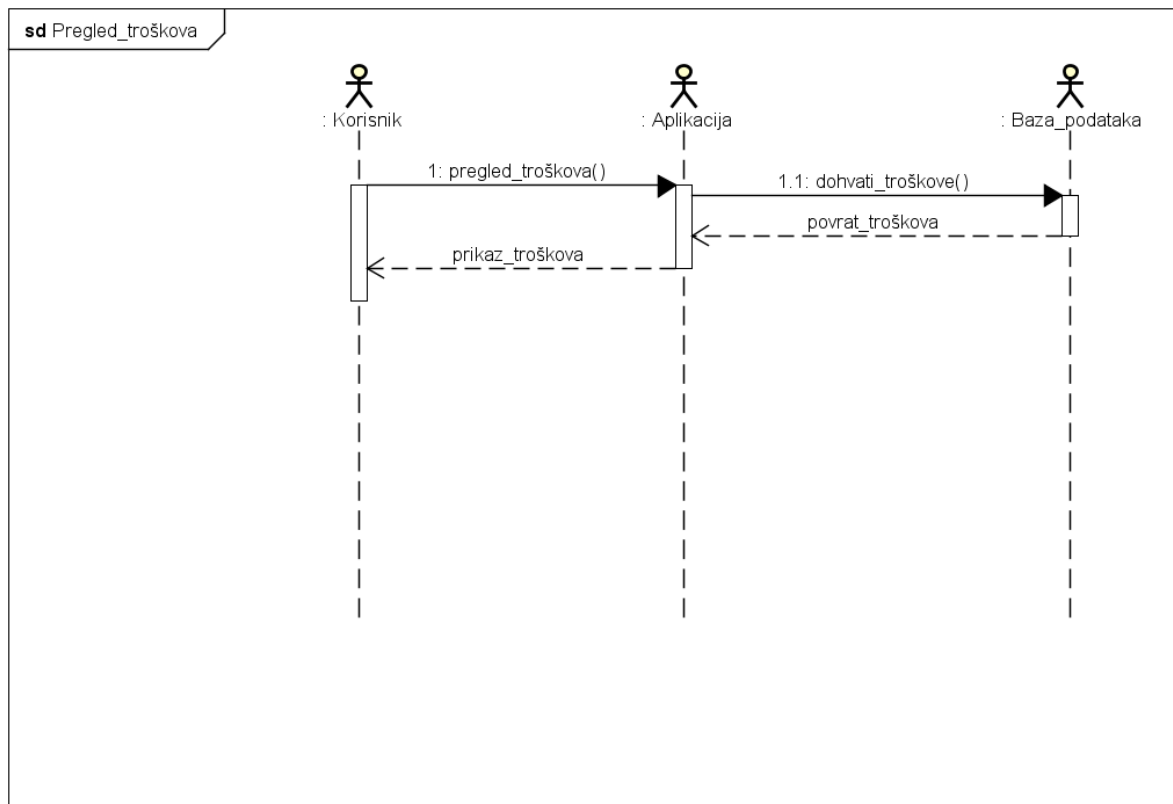 sd Pregled_troškova
: Korisnik
: Aplikacija
: Baza_podataka
1: pregled_troškova()
1.1: dohvati_troškove()
povrat_troškova
prikaz_troškova